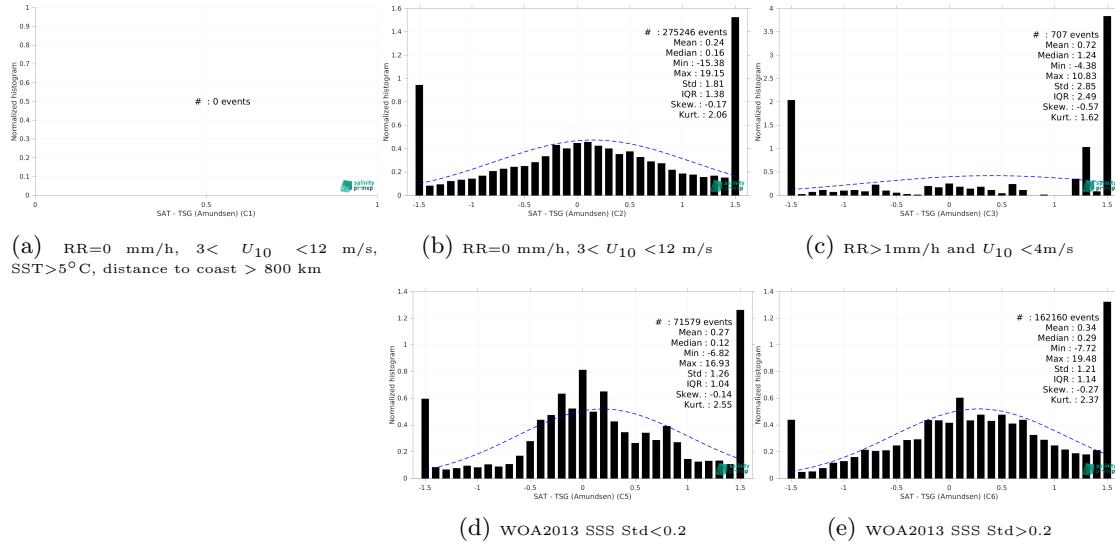 1
0.9
0.8
0.7
0.6
0.5
0.4
0.3
0.2
0.1
0
Normalized histogram
# : 0 events
0 0.5 1
SAT - TSG (Amundsen) (C1)
salinity
pi-mep
(a) RR=0 mm/h, 3< U10 <12 m/s,
SST>5°C, distance to coast > 800 km
1.6
1.4
1.2
1
0.8
0.6
0.4
0.2
0
Normalized histogram
# : 275246 events
Mean : 0.24
Median : 0.16
Min : -15.38
Max : 19.15
Std : 1.81
IQR : 1.38
Skew. : -0.17
Kurt. : 2.06
-1.5 -1 -0.5 0 0.5 1 1.5
SAT - TSG (Amundsen) (C2)
salinity
pi-mep
(b) RR=0 mm/h, 3< U10 <12 m/s
4
3.5
3
2.5
2
1.5
1
0.5
0
Normalized histogram
# : 707 events
Mean : 0.72
Median : 1.24
Min : -4.38
Max : 10.83
Std : 2.85
IQR : 2.49
Skew. : -0.57
Kurt. : 1.62
-1.5 -1 -0.5 0 0.5 1 1.5
SAT - TSG (Amundsen) (C3)
salinity
pi-mep
(c) RR>1mm/h and U10 <4m/s
1.4
1.2
1
0.8
0.6
0.4
0.2
0
Normalized histogram
# : 71579 events
Mean : 0.27
Median : 0.12
Min : -6.82
Max : 16.93
Std : 1.26
IQR : 1.04
Skew. : -0.14
Kurt. : 2.55
-1.5 -1 -0.5 0 0.5 1 1.5
SAT - TSG (Amundsen) (C5)
salinity
pi-mep
(d) WOA2013 SSS Std<0.2
1.4
1.2
1
0.8
0.6
0.4
0.2
0
Normalized histogram
# : 162160 events
Mean : 0.34
Median : 0.29
Min : -7.72
Max : 19.48
Std : 1.21
IQR : 1.14
Skew. : -0.27
Kurt. : 2.37
-1.5 -1 -0.5 0 0.5 1 1.5
SAT - TSG (Amundsen) (C6)
salinity
pi-mep
(e) WOA2013 SSS Std>0.2